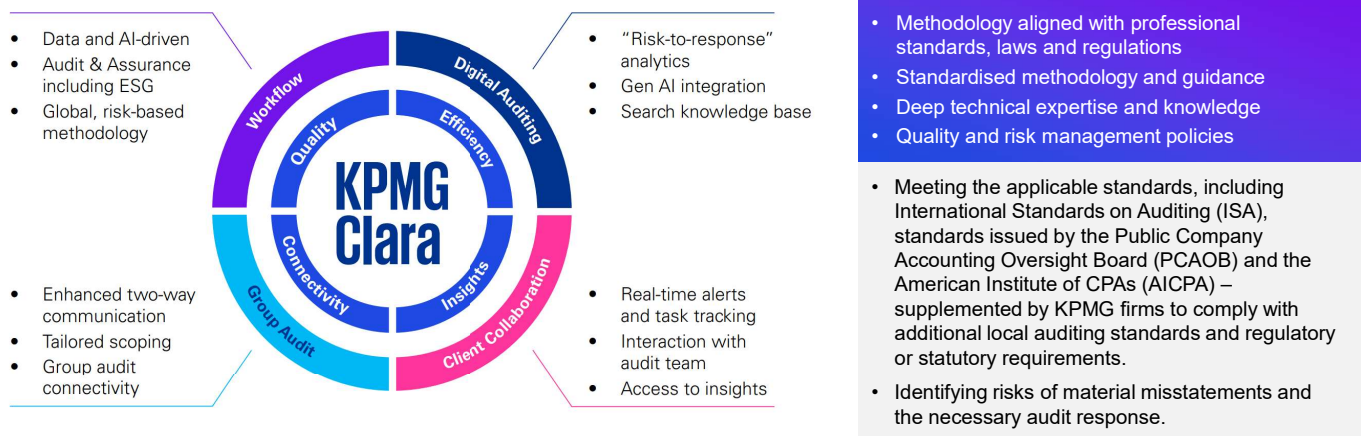 • Data and AI-driven
• Audit & Assurance
including ESG
• Global, risk-based
methodology
Workflow
Digital Auditing
Quality
Efficiency
KPMG
Clara
Connectivity
Insights
Group Audit
Client Collaboration
• “Risk-to-response”
analytics
• Gen AI integration
• Search knowledge base
• Enhanced two-way
communication
• Tailored scoping
• Group audit
connectivity
• Real-time alerts
and task tracking
• Interaction with
audit team
• Access to insights
• Methodology aligned with professional
standards, laws and regulations
• Standardised methodology and guidance
• Deep technical expertise and knowledge
• Quality and risk management policies
• Meeting the applicable standards, including
International Standards on Auditing (ISA),
standards issued by the Public Company
Accounting Oversight Board (PCAOB) and the
American Institute of CPAs (AICPA) –
supplemented by KPMG firms to comply with
additional local auditing standards and regulatory
or statutory requirements.
• Identifying risks of material misstatements and
the necessary audit response.